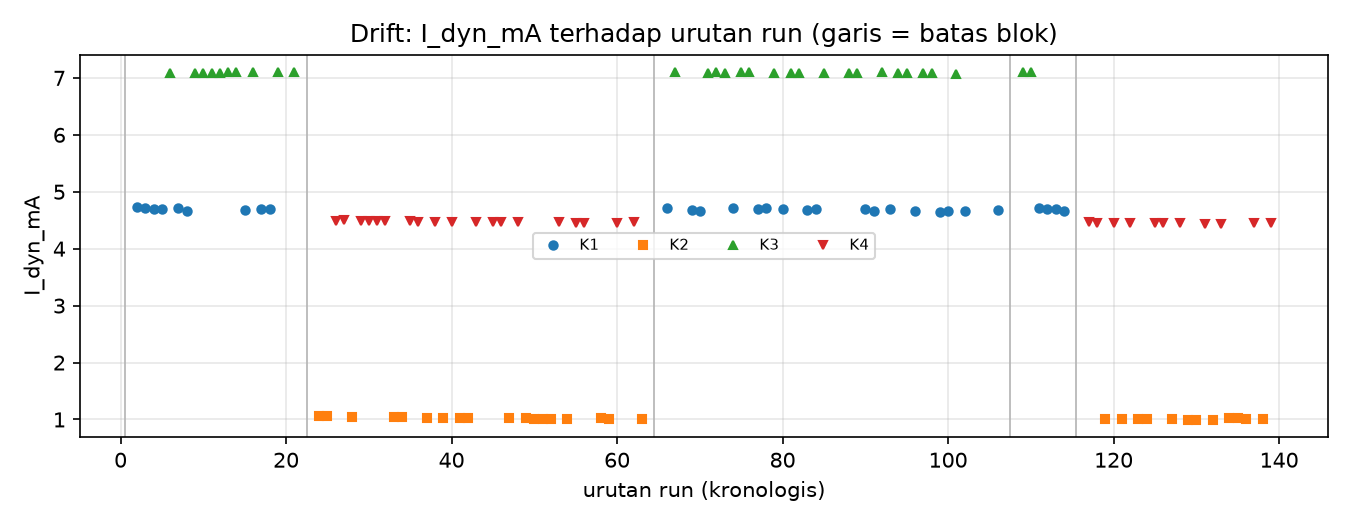 Drift: I_dyn_mA terhadap urutan run (garis = batas blok)
I_dyn_mA
7
6
5
4
3
2
1
K1 K2 K3 K4
0 20 40 60 80 100 120 140
urutan run (kronologis)